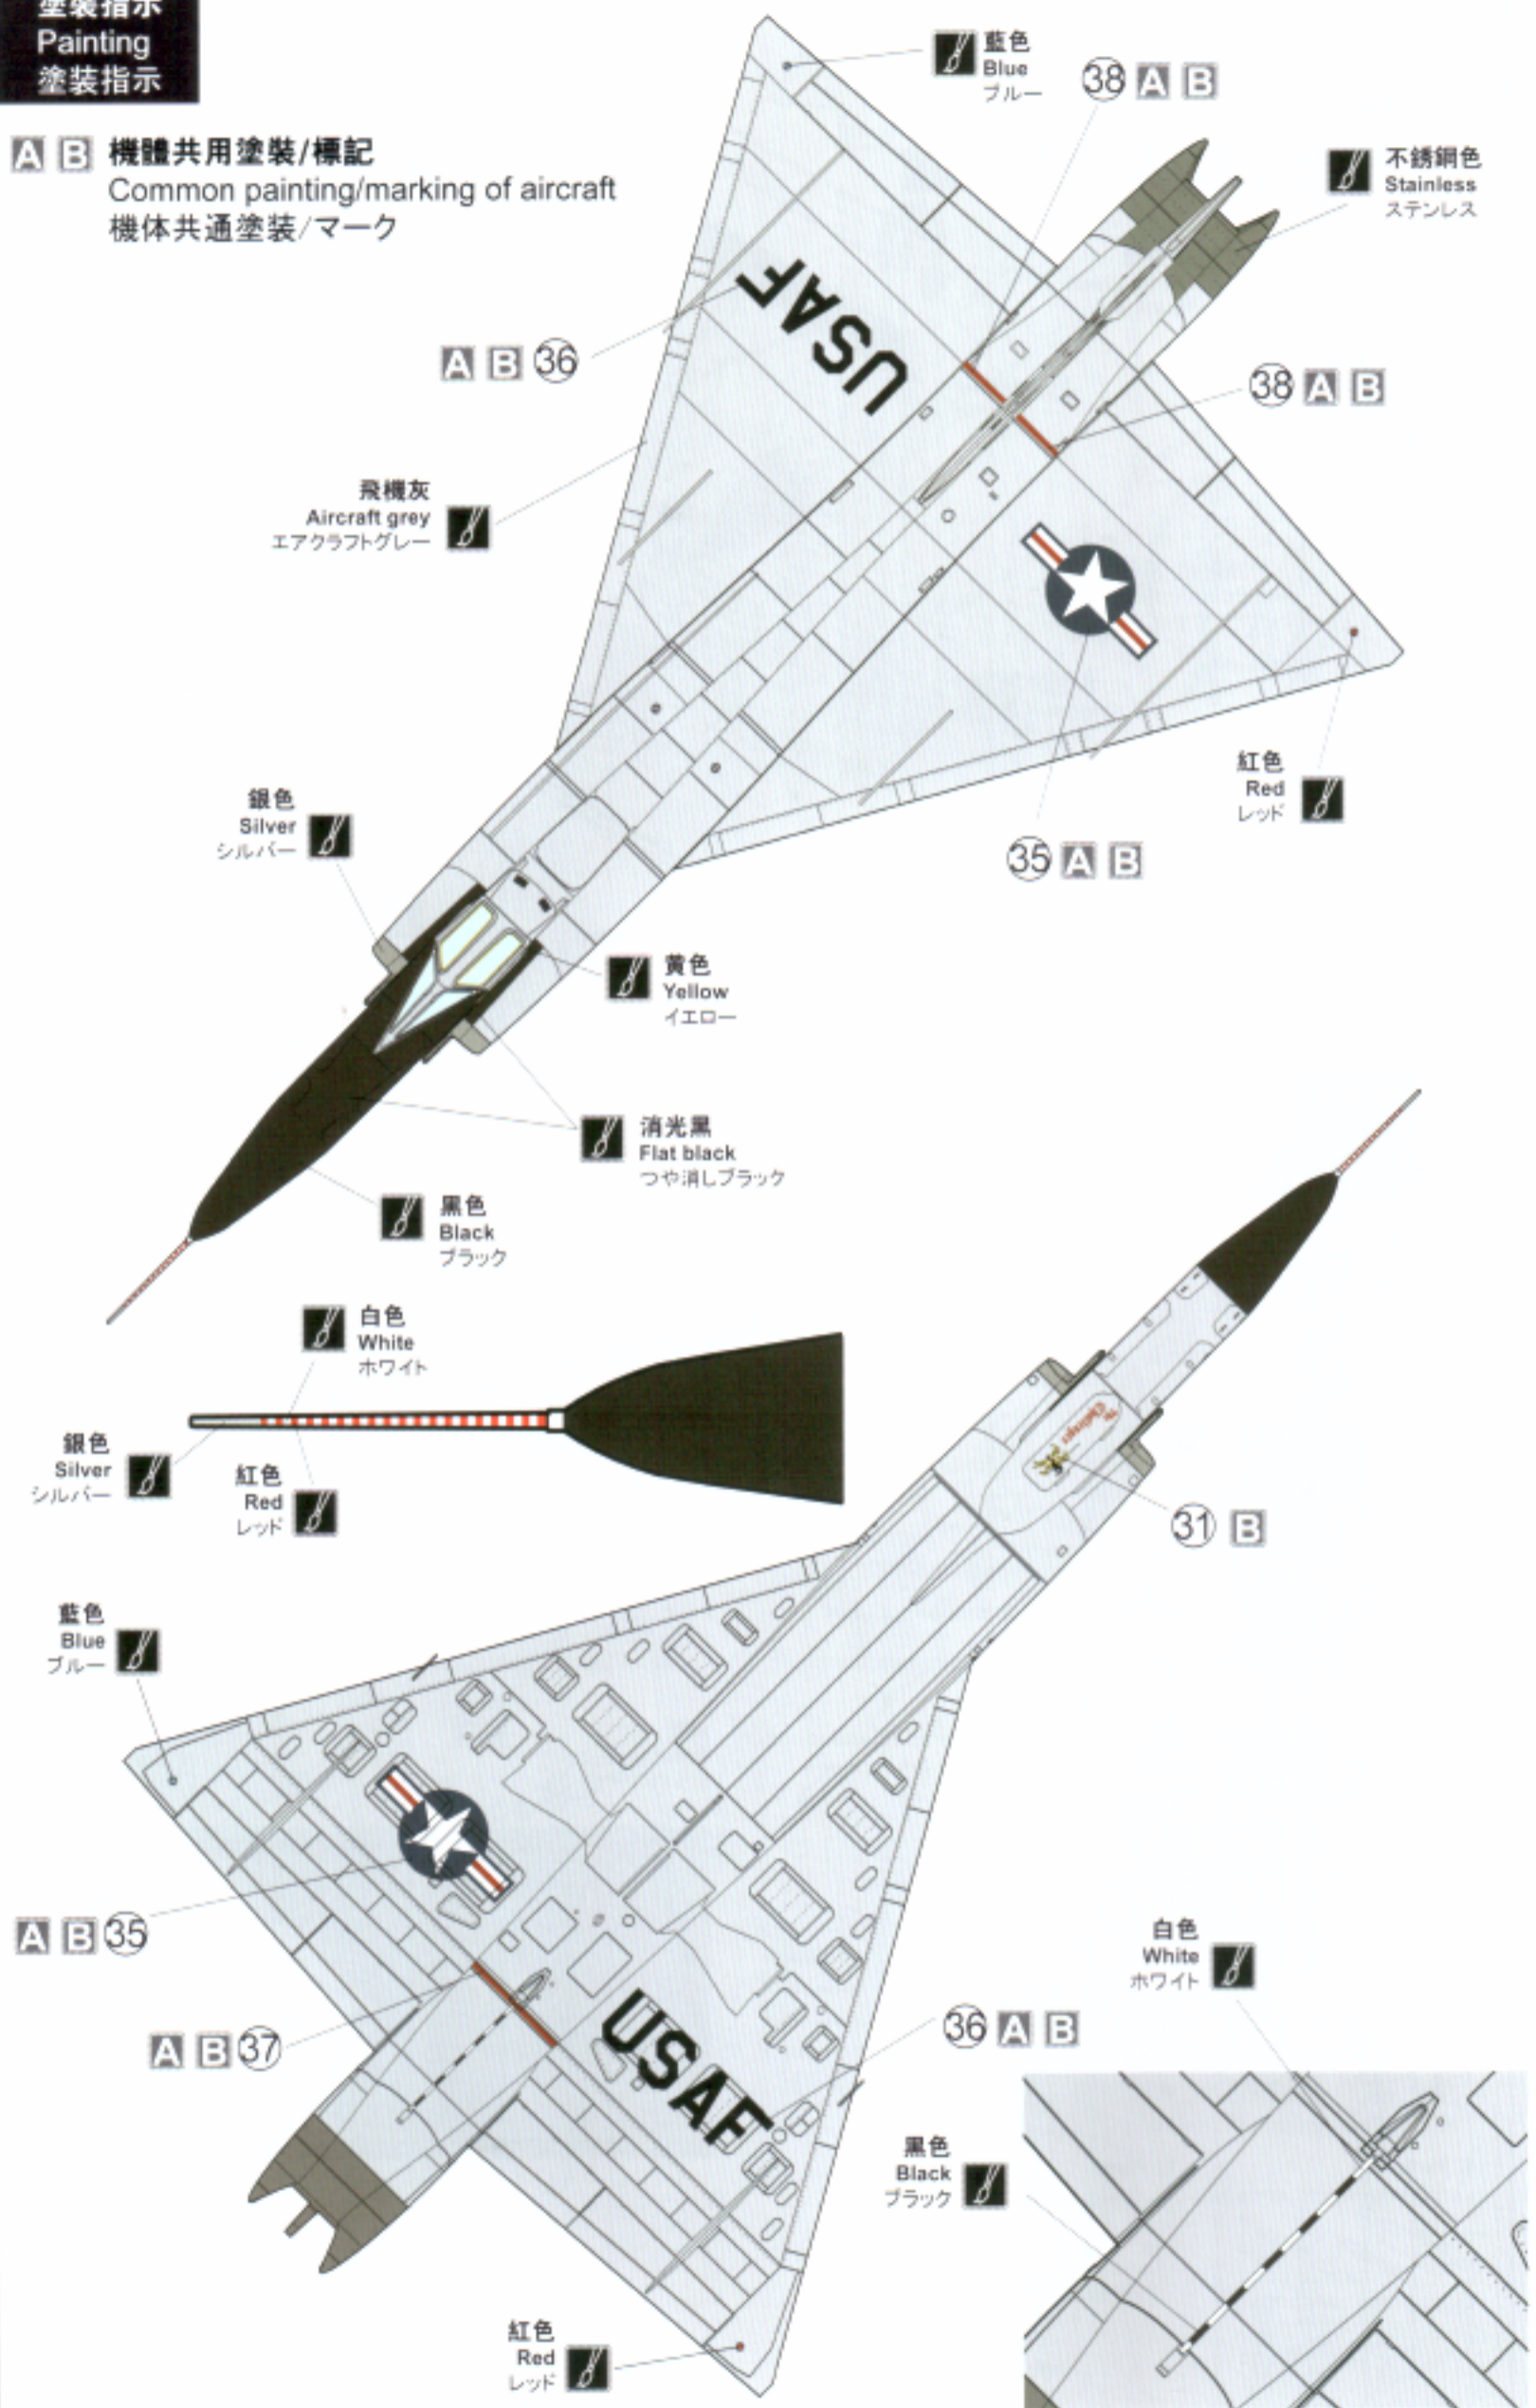 塗装指示
Painting
塗装指示
A B 機體共用塗裝/標記
Common painting/marking of aircraft
機体共通塗装/マーク
藍色
Blue
ブルー
38 A B
不銹鋼色
Stainless
ステンレス
USAF
A B 36
38 A B
飛機灰
Aircraft grey
エアクラフトグレー
紅色
Red
レッド
銀色
Silver
シルバー
35 A B
黄色
Yellow
イエロー
消光黒
Flat black
つや消しブラック
黒色
Black
ブラック
白色
White
ホワイト
銀色
Silver
シルバー
紅色
Red
レッド
31 B
藍色
Blue
ブルー
A B 35
白色
White
ホワイト
USAF
36 A B
A B 37
黒色
Black
ブラック
紅色
Red
レッド